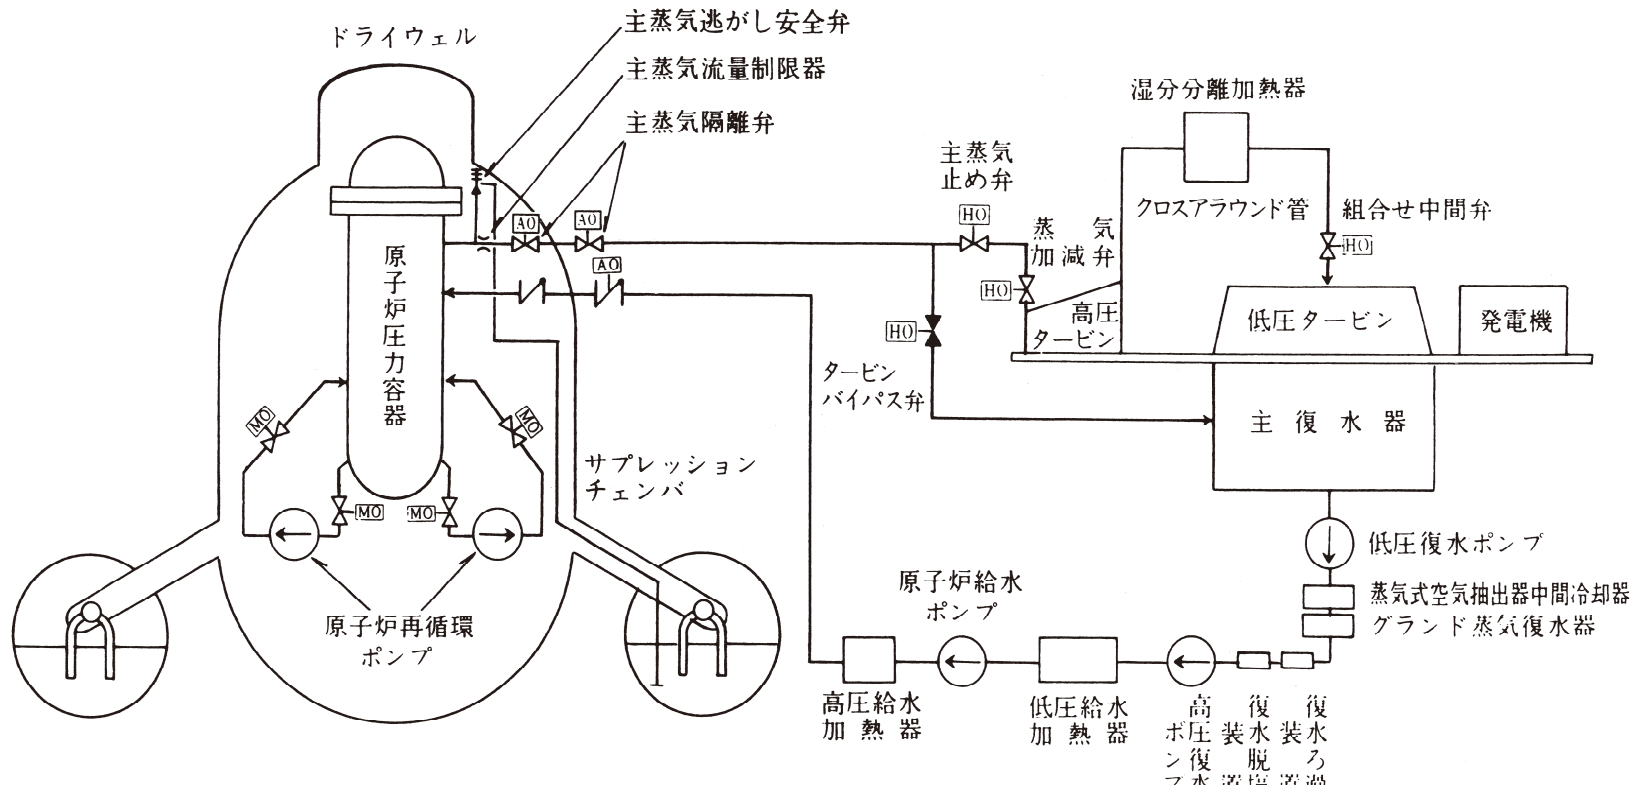 ドライウェル
主蒸気逃がし安全弁
主蒸気流量制限器
主蒸気隔離弁
AO
AO
AO
原子炉圧力容器
MO
MO
MO
MO
原子炉再循環
ポンプ
サプレッション
チェンバ
主蒸気
止め弁
HO
蒸気
加減弁
HO
HO
タービン
バイパス弁
湿分分離加熱器
クロスアラウンド管
組合せ中間弁
HO
高圧
タービン
低圧タービン
発電機
主復水器
低圧復水ポンプ
蒸気式空気抽出器中間冷却器
グランド蒸気復水器
原子炉給水
ポンプ
高圧給水
加熱器
低圧給水
加熱器
高圧復水
ポン
復水脱
装
復水ろ
装